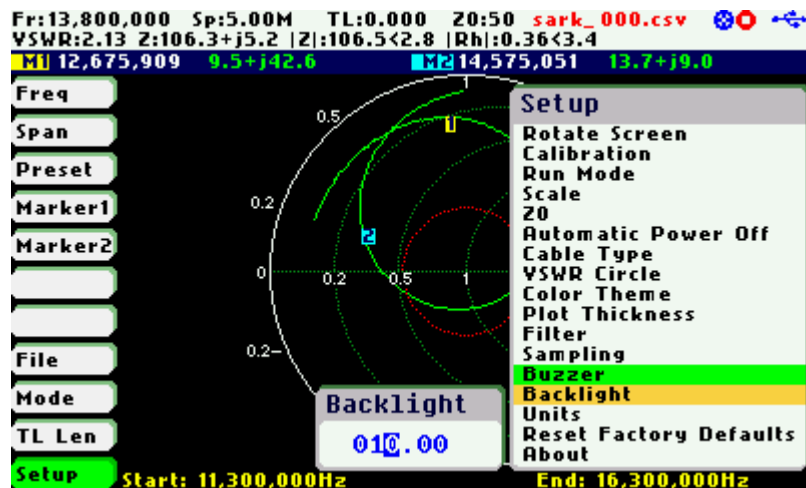 Fr:13,800,000 Sp:5.00M TL:0.000 Z0:50 sark_000.csv
VSWR:2.13 Z:106.3+j5.2 |Z|:106.5<2.8 |Rh|:0.36<3.4
M1 12,675,909 9.5+j42.6 M2 14,575,051 13.7+j9.0
Freq
Span
Preset
Marker1
Marker2
File
Mode
TL Len
Setup
1
0.5
1
0.2
2
0 0.2 0.5 1
0.2
Setup
Rotate Screen
Calibration
Run Mode
Scale
Z0
Automatic Power Off
Cable Type
VSWR Circle
Color Theme
Plot Thickness
Filter
Sampling
Buzzer
Backlight
Units
Reset Factory Defaults
About
Backlight
010.00
Start: 11,300,000Hz End: 16,300,000Hz